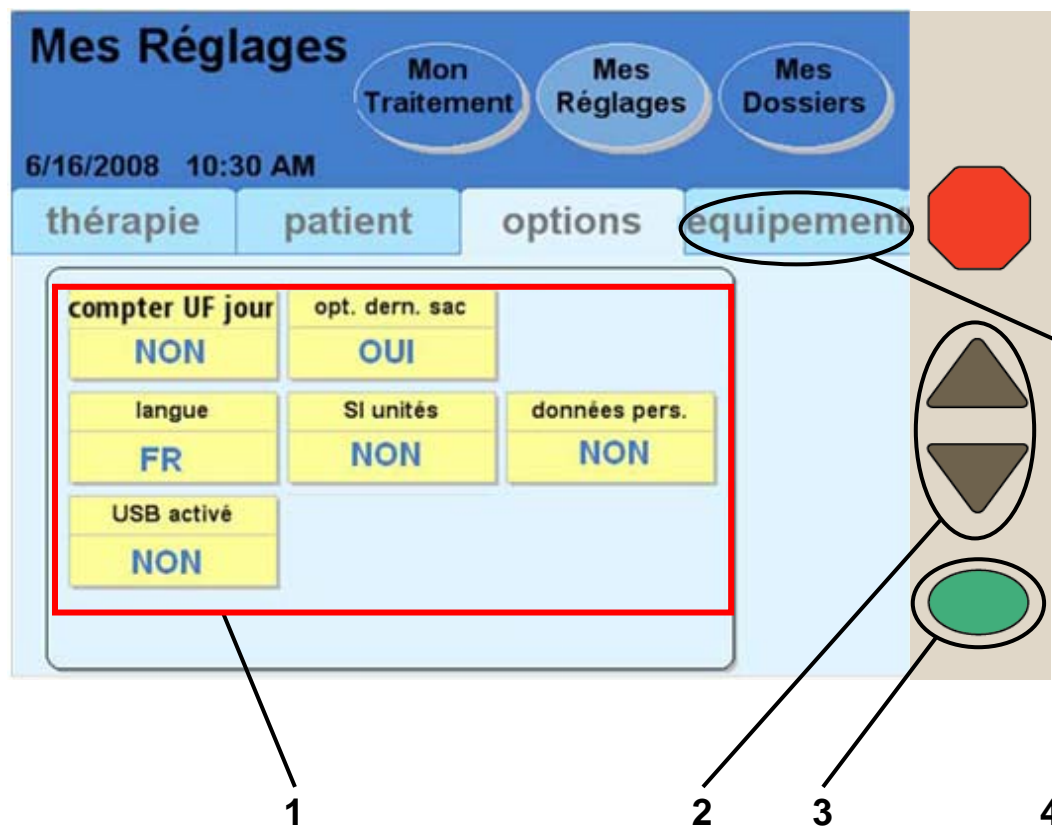 Mes Réglages
Mon
Traitement
Mes
Réglages
Mes
Dossiers
6/16/2008 10:30 AM
thérapie
patient
options
equipement
compter UF jour
NON
opt. dern. sac
OUI
langue
FR
SI unités
NON
données pers.
NON
USB activé
NON
1
2
3
4